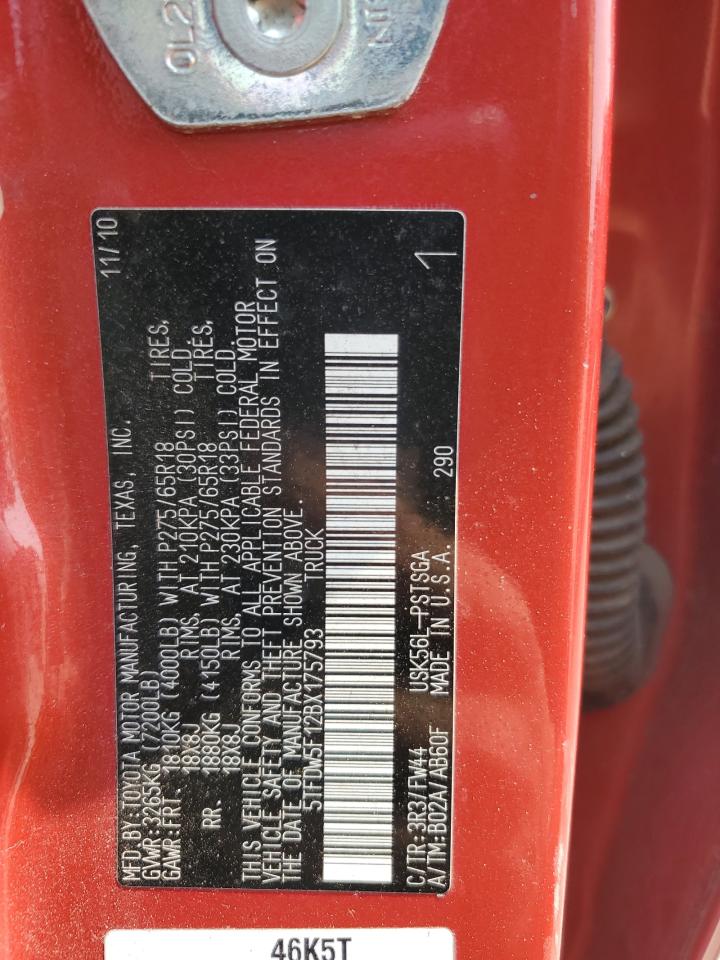 OL2
11/10
MFD.BY:TOYOTA MOTOR MANUFACTURING, TEXAS, INC.
GVWR:3265KG (7200LB)
GAWR:FRT. 1840KG (4000LB) WITH P275/65R18 TIRES,
18X8J RIMS, AT 210KPA (30PSI) COLD.
RR. 1880KG (4150LB) WITH P275/65R18 TIRES,
18X8J RIMS, AT 230KPA (33PSI) COLD.
THIS VEHICLE CONFORMS TO ALL APPLICABLE FEDERAL MOTOR
VEHICLE SAFETY AND THEFT PREVENTION STANDARDS IN EFFECT ON
THE DATE OF MANUFACTURE SHOWN ABOVE.
5TFDW5F12BX175793 TRUCK
C/TR:3R3/FW44 USK56L-PSTSGA
A/TM:B02A/AB60F MADE IN U.S.A. 290
1
46K5T